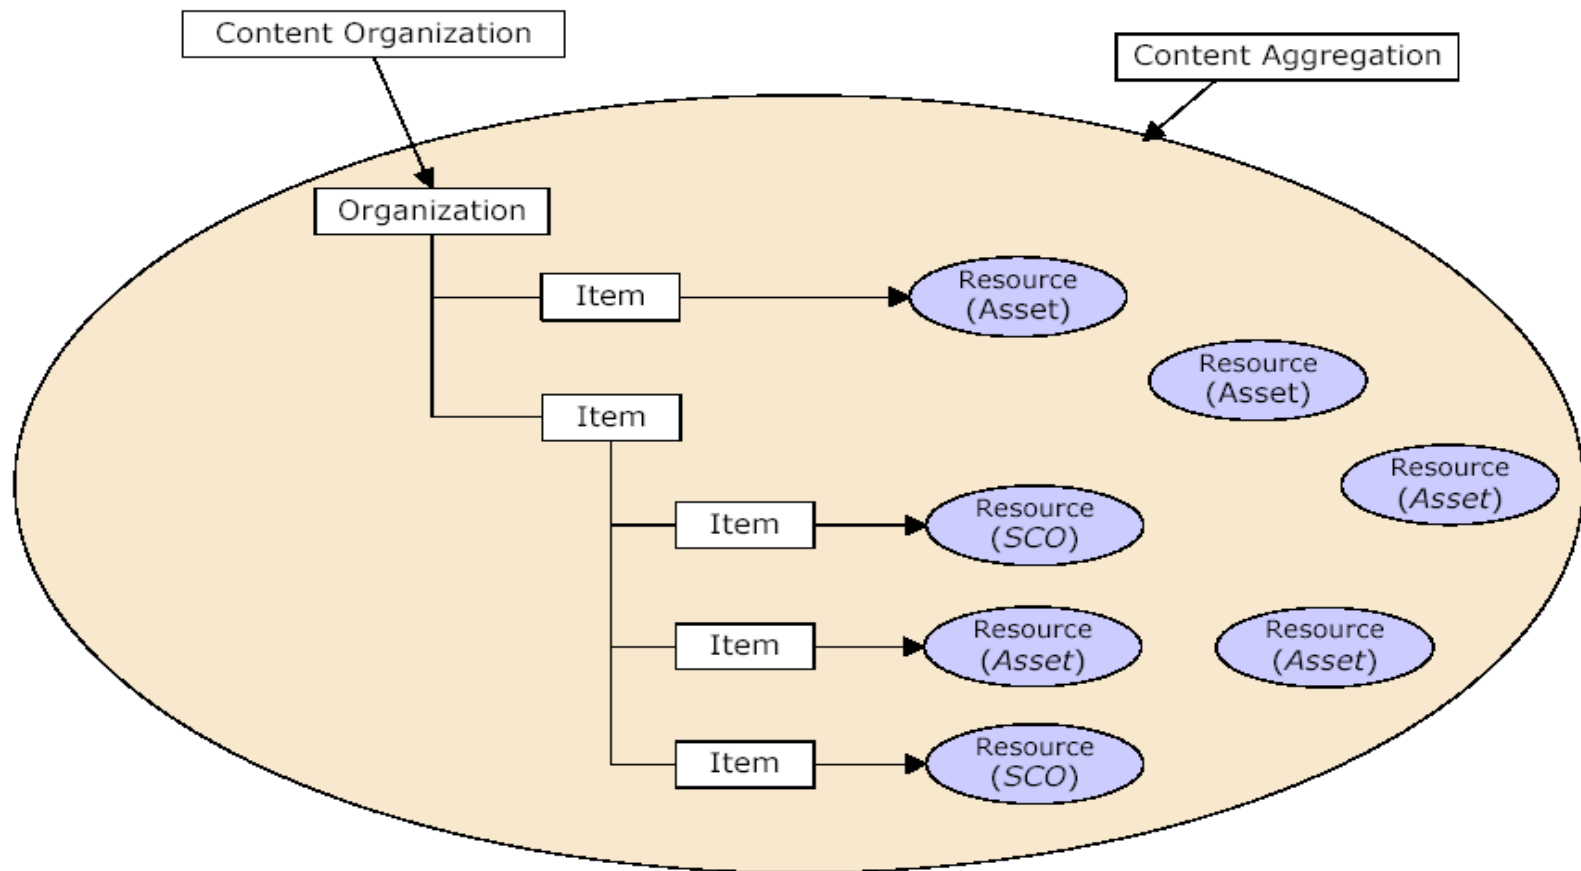 Content Organization
Content Aggregation
Organization
Item
Resource
(Asset)
Resource
(Asset)
Item
Resource
(Asset)
Item
Resource
(SCO)
Item
Resource
(Asset)
Resource
(Asset)
Item
Resource
(SCO)